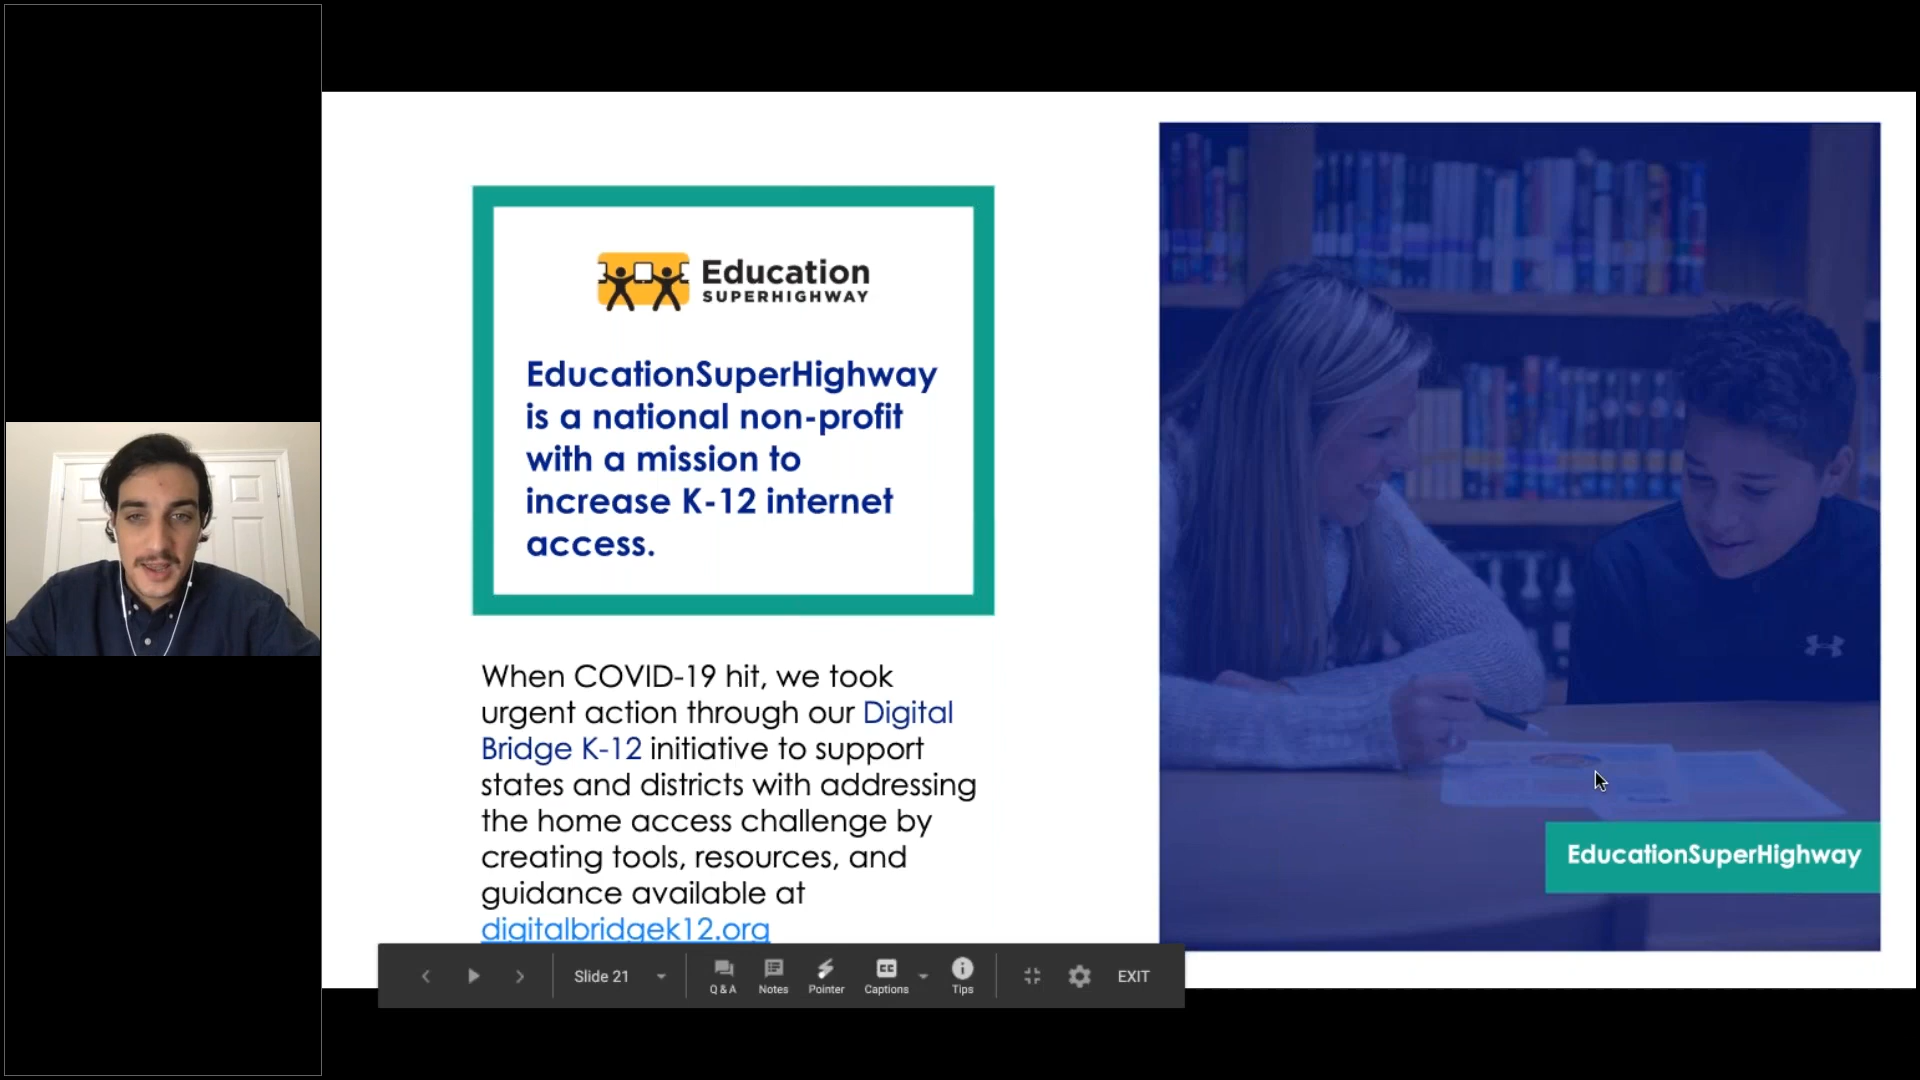 Education
SUPERHIGHWAY
EducationSuperHighway
is a national non-profit
with a mission to
increase K-12 internet
access.
When COVID-19 hit, we took
urgent action through our Digital
Bridge K-12 initiative to support
states and districts with addressing
the home access challenge by
creating tools, resources, and
guidance available at
digitalbridgek12.org
EducationSuperHighway
Slide 21
Q & A
Notes
Pointer
CC
Captions
Tips
EXIT